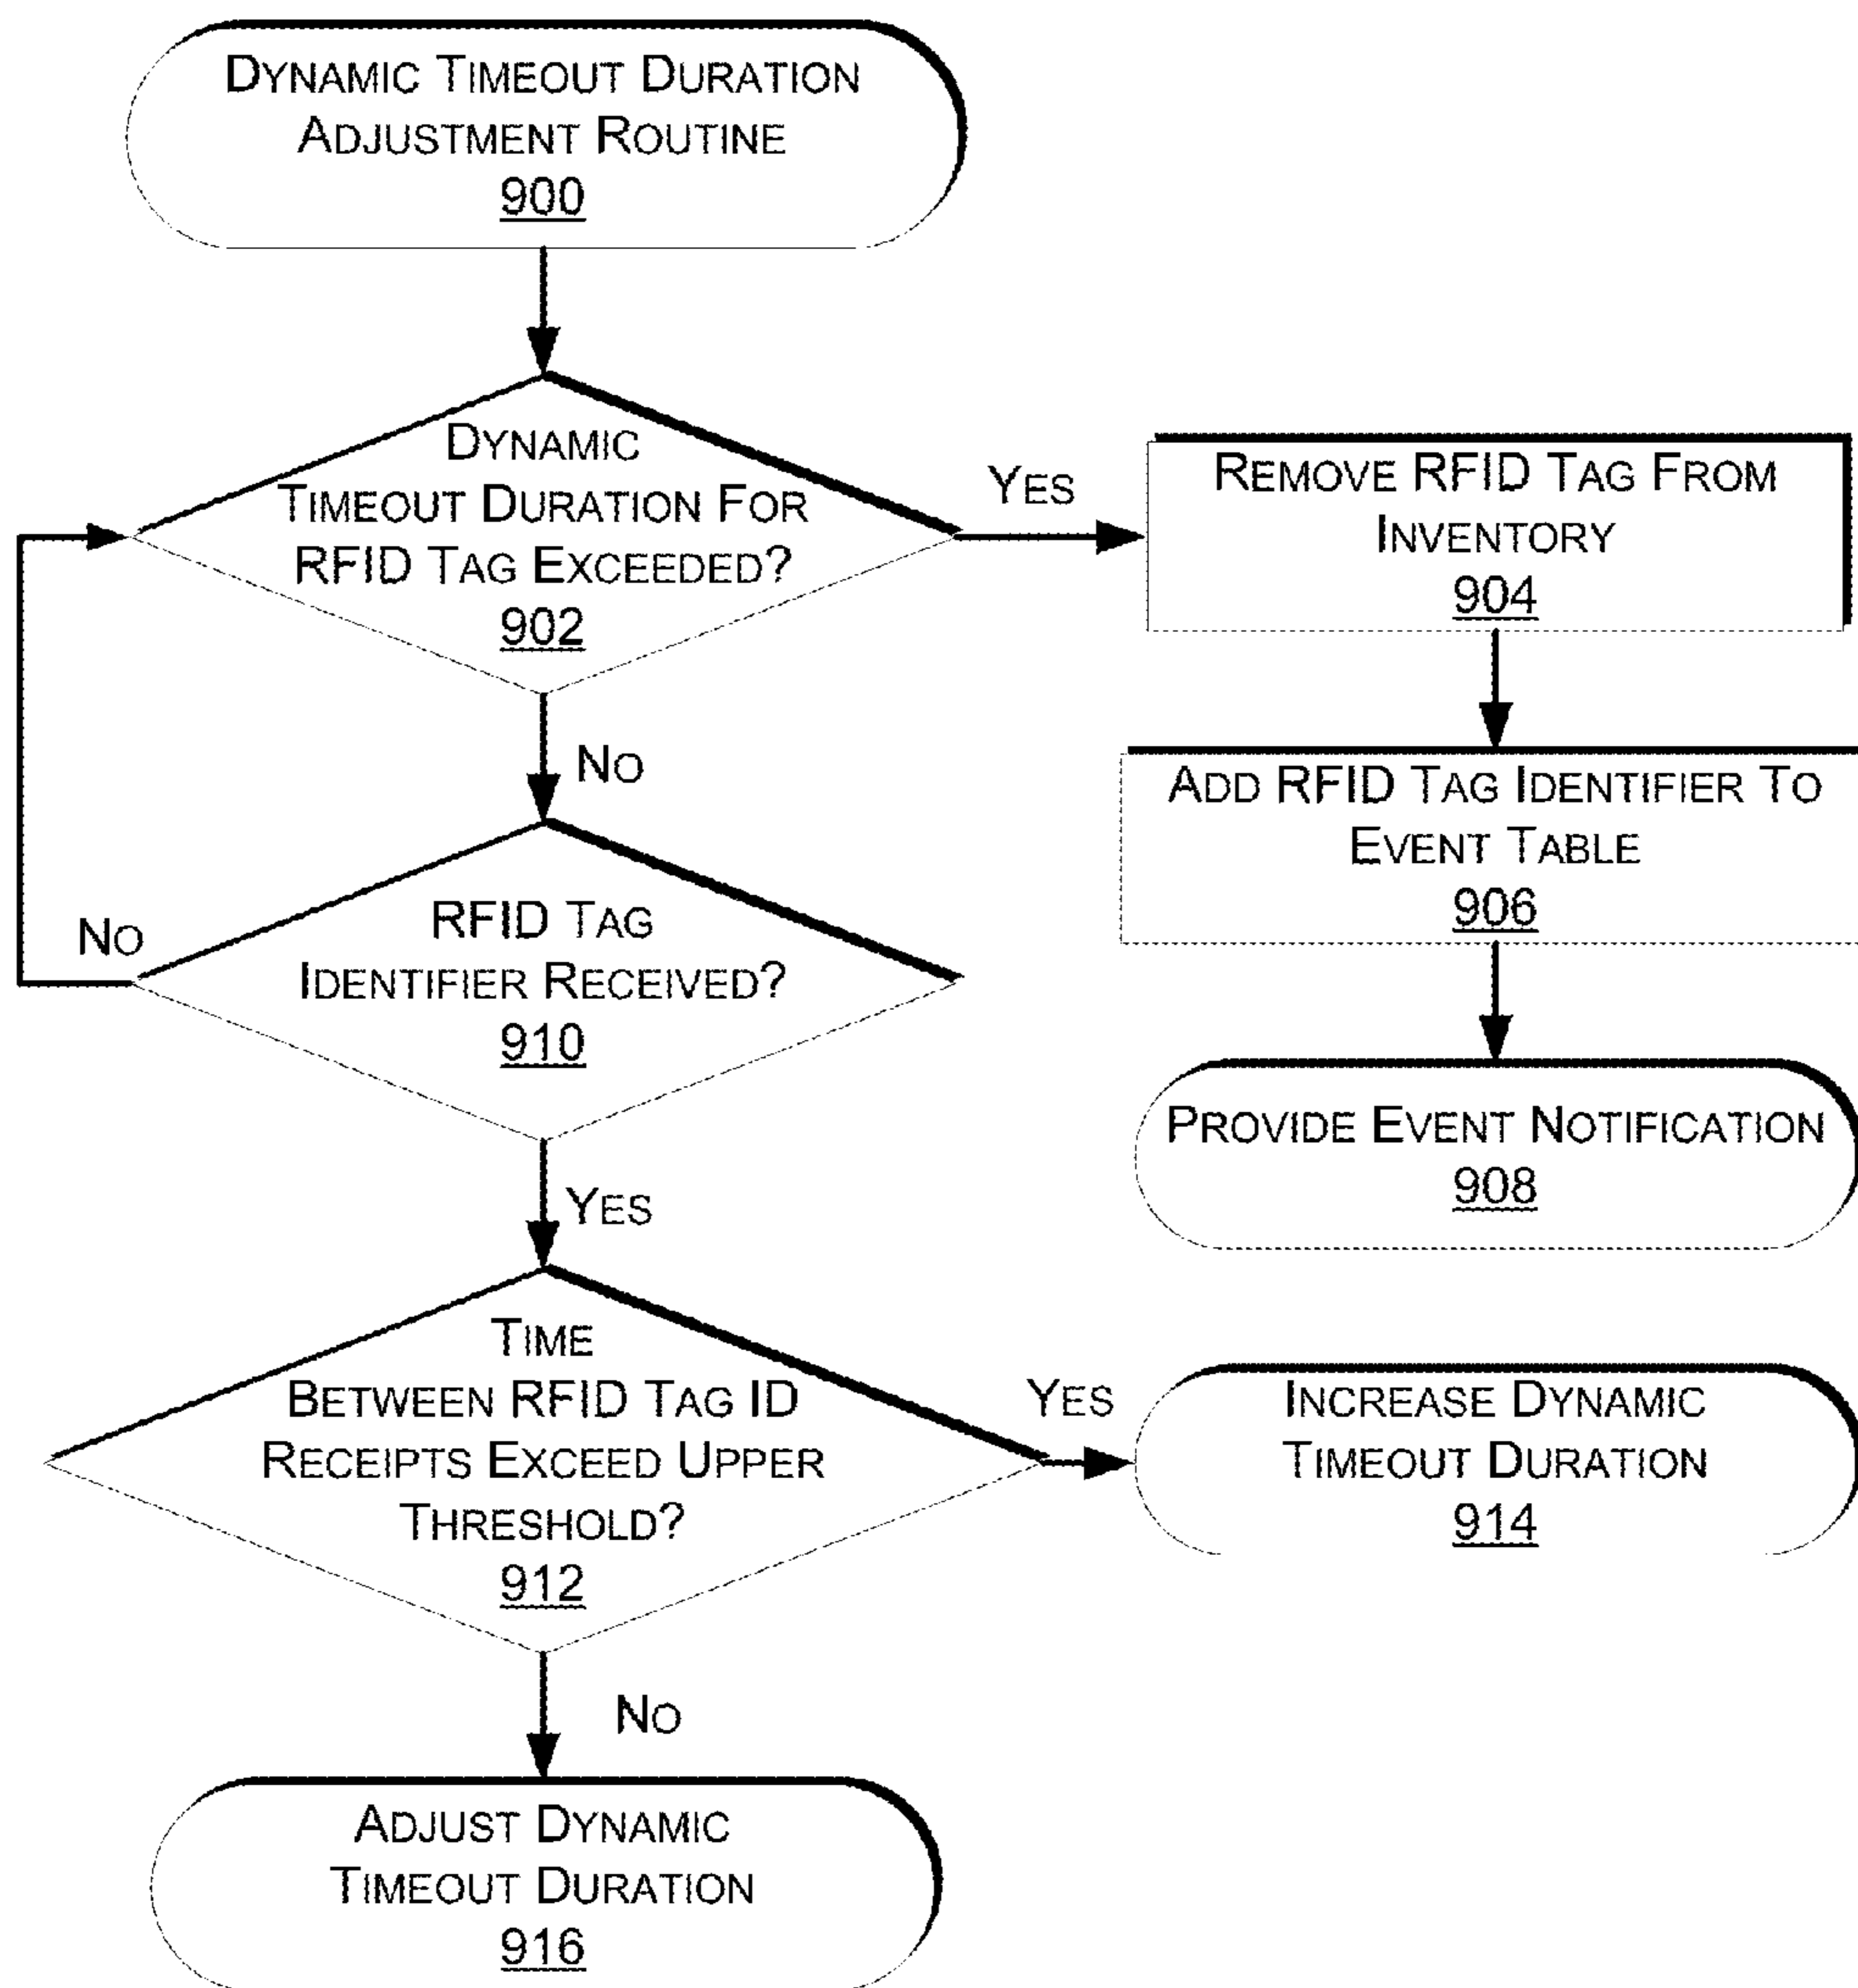 DYNAMIC TIMEOUT DURATION
ADJUSTMENT ROUTINE
900
DYNAMIC
TIMEOUT DURATION FOR
RFID TAG EXCEEDED?
902
YES
REMOVE RFID TAG FROM
INVENTORY
904
NO
ADD RFID TAG IDENTIFIER TO
EVENT TABLE
906
RFID TAG
IDENTIFIER RECEIVED?
910
NO
PROVIDE EVENT NOTIFICATION
908
YES
TIME
BETWEEN RFID TAG ID
RECEIPTS EXCEED UPPER
THRESHOLD?
912
YES
INCREASE DYNAMIC
TIMEOUT DURATION
914
NO
ADJUST DYNAMIC
TIMEOUT DURATION
916